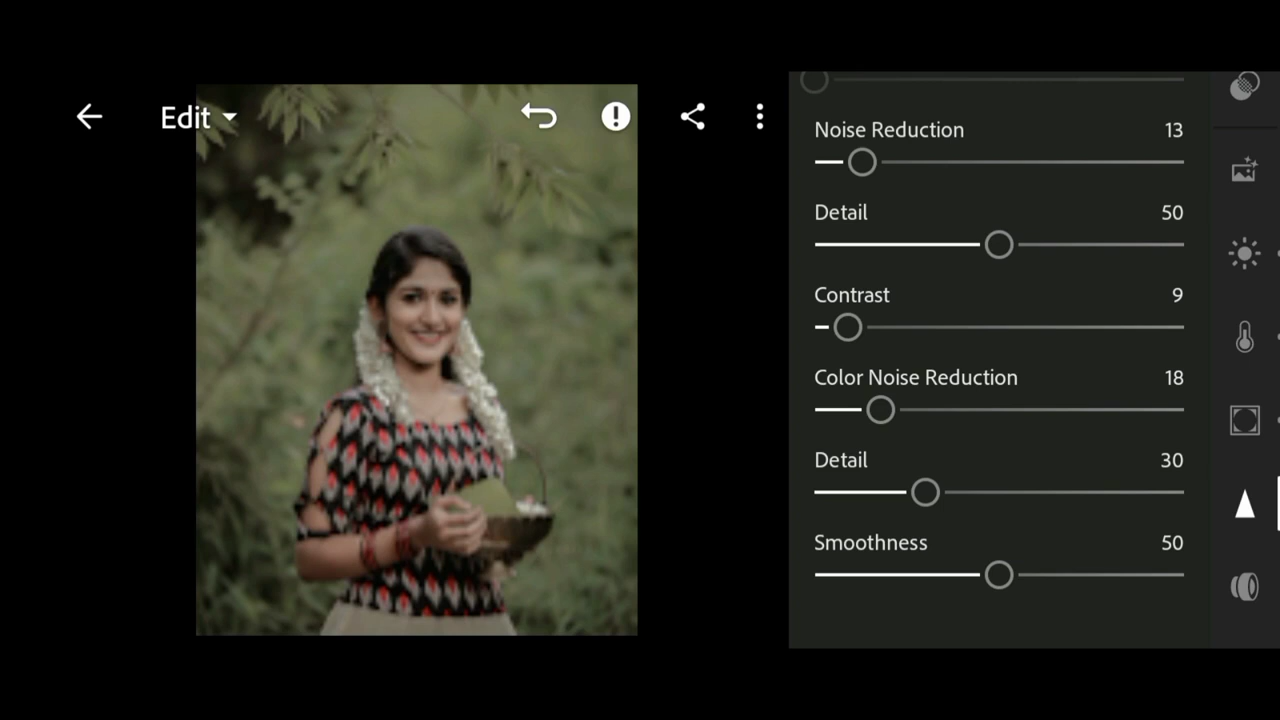 Edit
Noise Reduction 13
Detail 50
Contrast 9
Color Noise Reduction 18
Detail 30
Smoothness 50